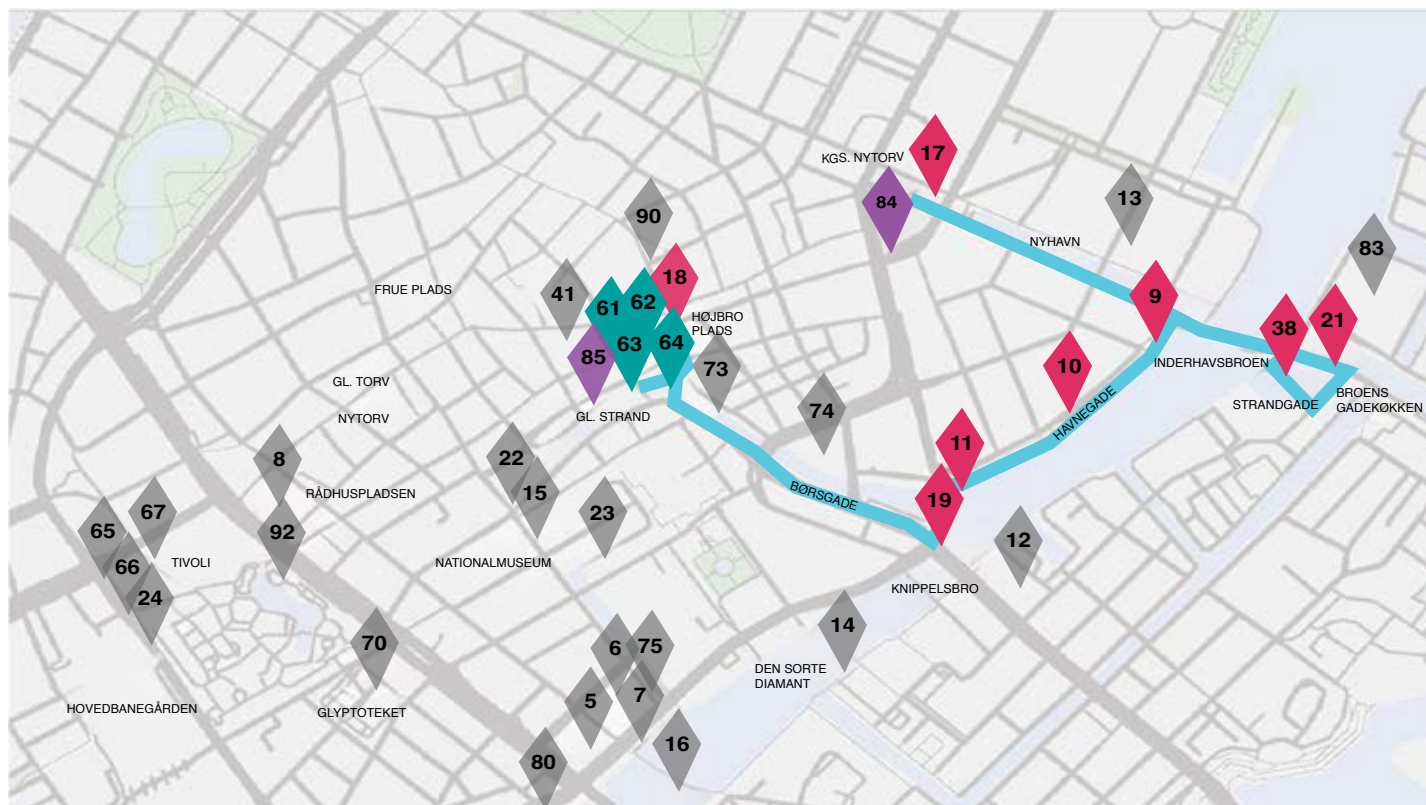 17
KGS. NYTORV
84
13
90
NYHAVN
83
18
FRUE PLADS
41
62
61
9
HØJBRO
PLADS
21
38
64
63
85
INDERHAVSBROEN
10
73
GL. TORV
BROENS
GADEKØKKEN
STRANDGADE
74
NYTORV
GL. STRAND
HAVNEGADE
11
22
8
15
RÅDHUSPLADSEN
BØRSGADE
19
23
67
65
92
12
TIVOLI
NATIONALMUSEUM
66
KNIPPELSBRO
24
14
70
6
75
DEN SORTE
DIAMANT
7
5
HOVEDBANEGÅRDEN
GLYPTOTEKET
16
80